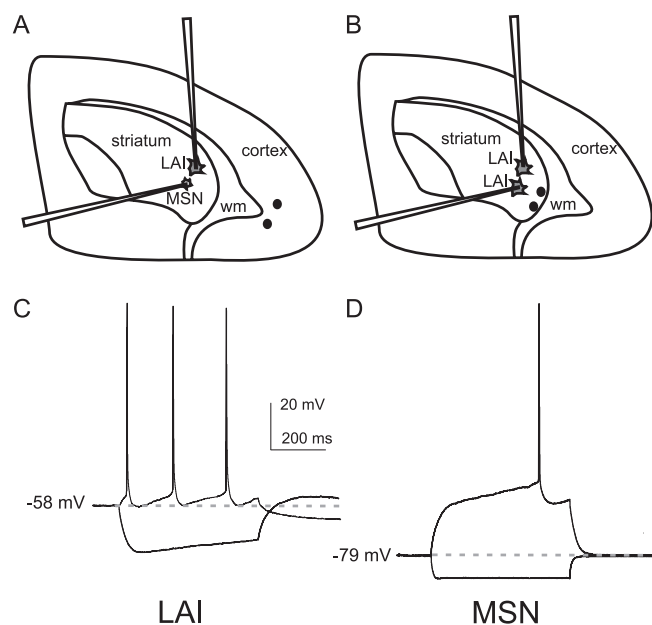 A
striatum
LAI
MSN
cortex
wm
B
striatum
LAI
LAI
cortex
wm
C
20 mV
200 ms
-58 mV
LAI
D
-79 mV
MSN